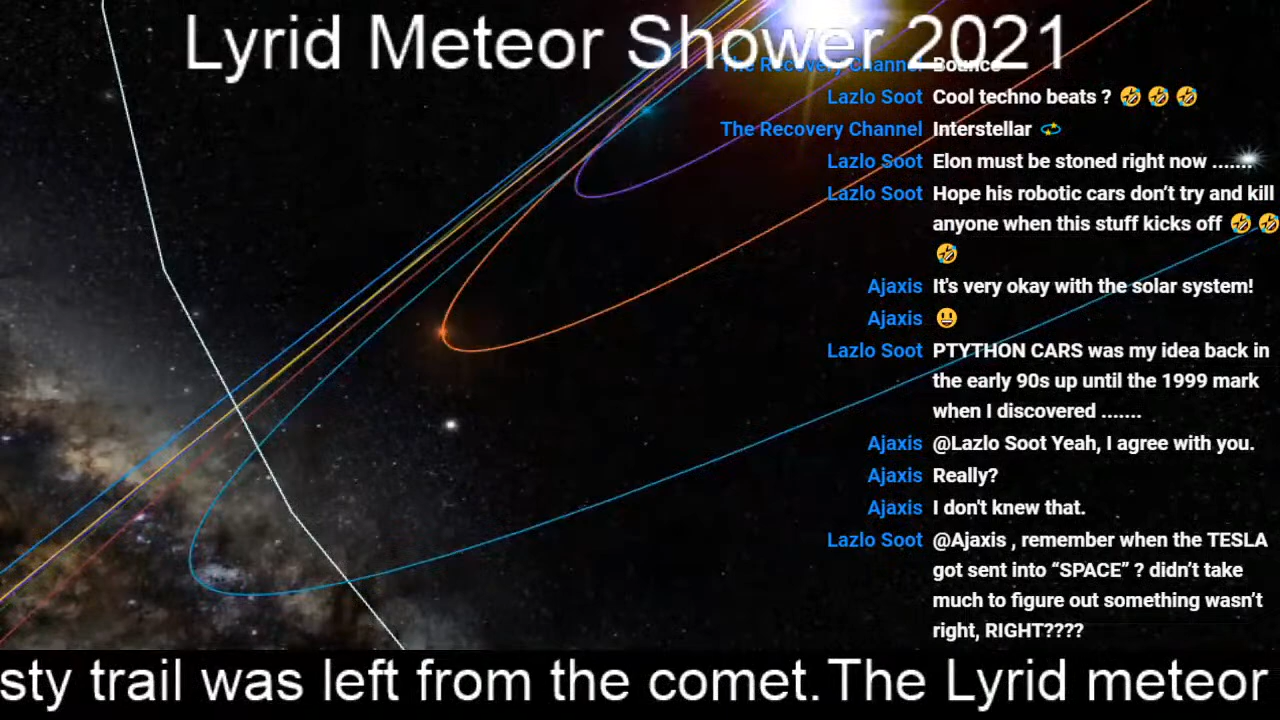 Lyrid Meteor Shower 2021
The Recovery Channel Bounce
Lazlo Soot Cool techno beats ? 🤣 🤣 🤣
The Recovery Channel Interstellar 💫
Lazlo Soot Elon must be stoned right now .......
Lazlo Soot Hope his robotic cars don’t try and kill
anyone when this stuff kicks off 🤣 🤣
🤣
Ajaxis It's very okay with the solar system!
Ajaxis 😃
Lazlo Soot PTYTHON CARS was my idea back in
the early 90s up until the 1999 mark
when I discovered .......
Ajaxis @Lazlo Soot Yeah, I agree with you.
Ajaxis Really?
Ajaxis I don't knew that.
Lazlo Soot @Ajaxis , remember when the TESLA
got sent into “SPACE” ? didn’t take
much to figure out something wasn’t
right, RIGHT????
sty trail was left from the comet.The Lyrid meteor